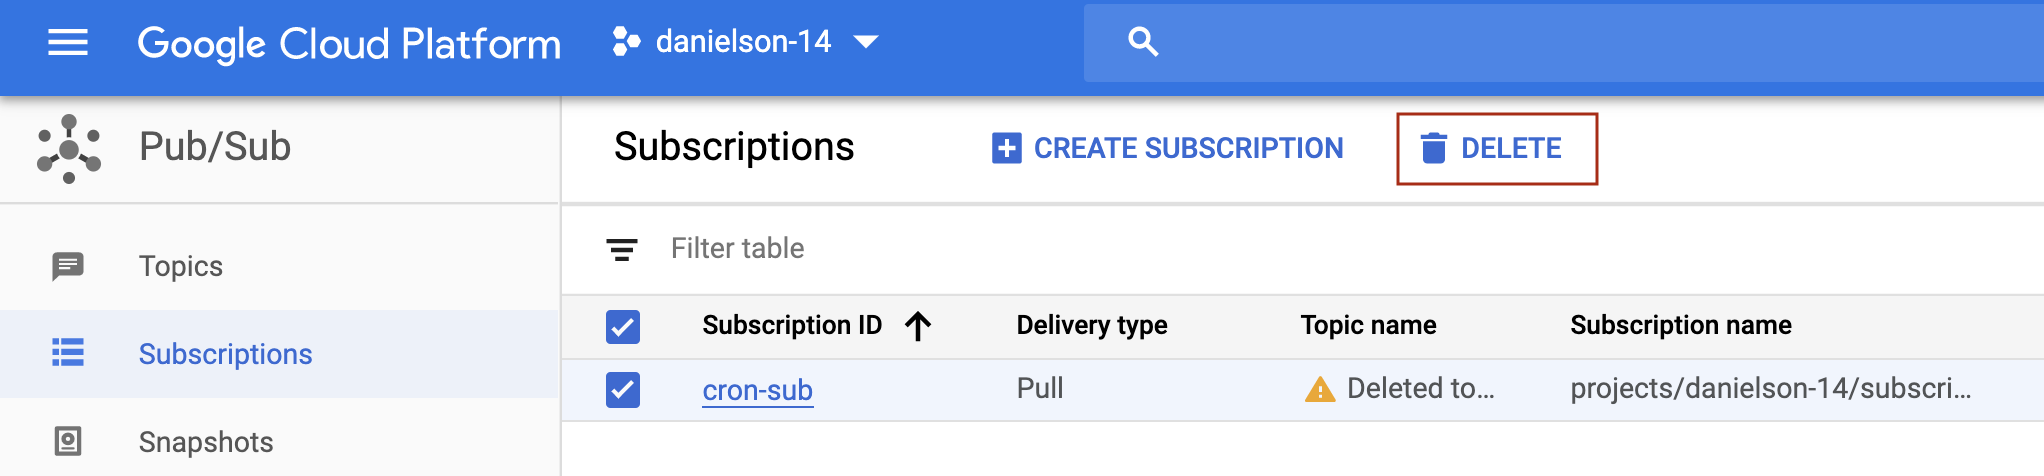 Google Cloud Platform danielson-14
Pub/Sub
Subscriptions CREATE SUBSCRIPTION DELETE
Topics
Subscriptions
Snapshots
Filter table
Subscription ID Delivery type Topic name Subscription name
cron-sub Pull Deleted to... projects/danielson-14/subscri...